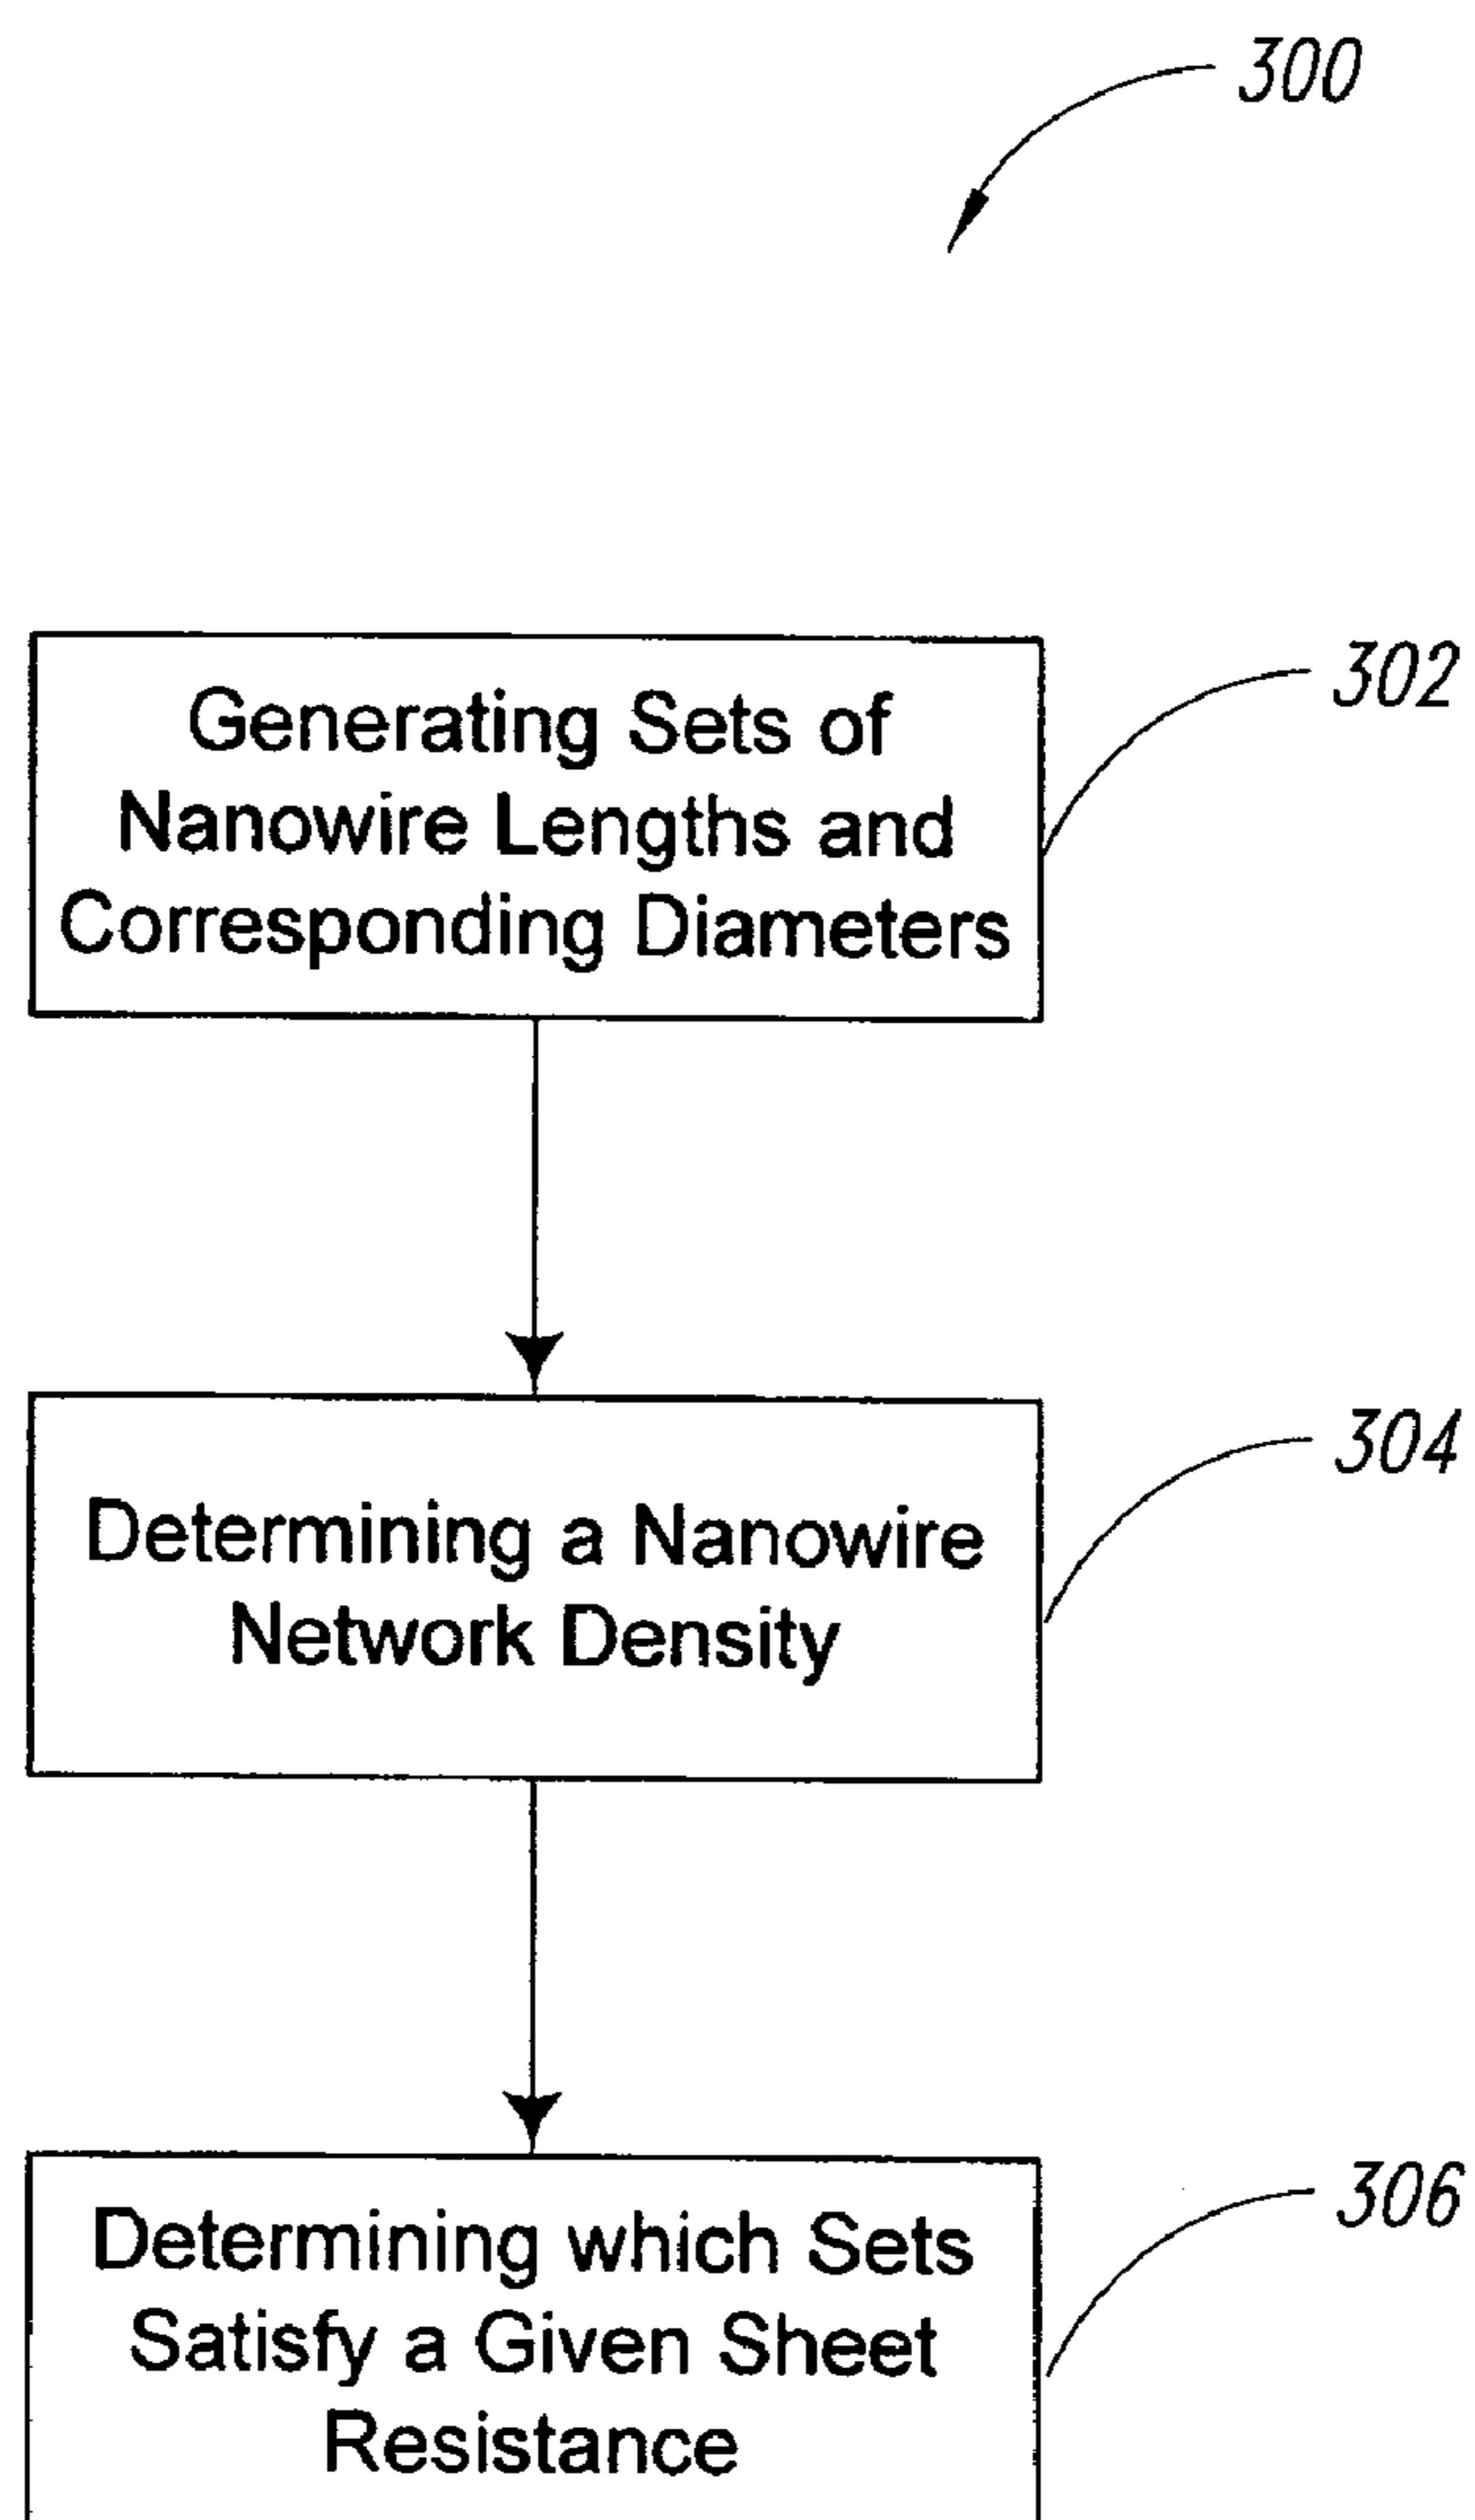 300
Generating Sets of
Nanowire Lengths and
Corresponding Diameters
302
Determining a Nanowire
Network Density
304
Determining which Sets
Satisfy a Given Sheet
Resistance
306